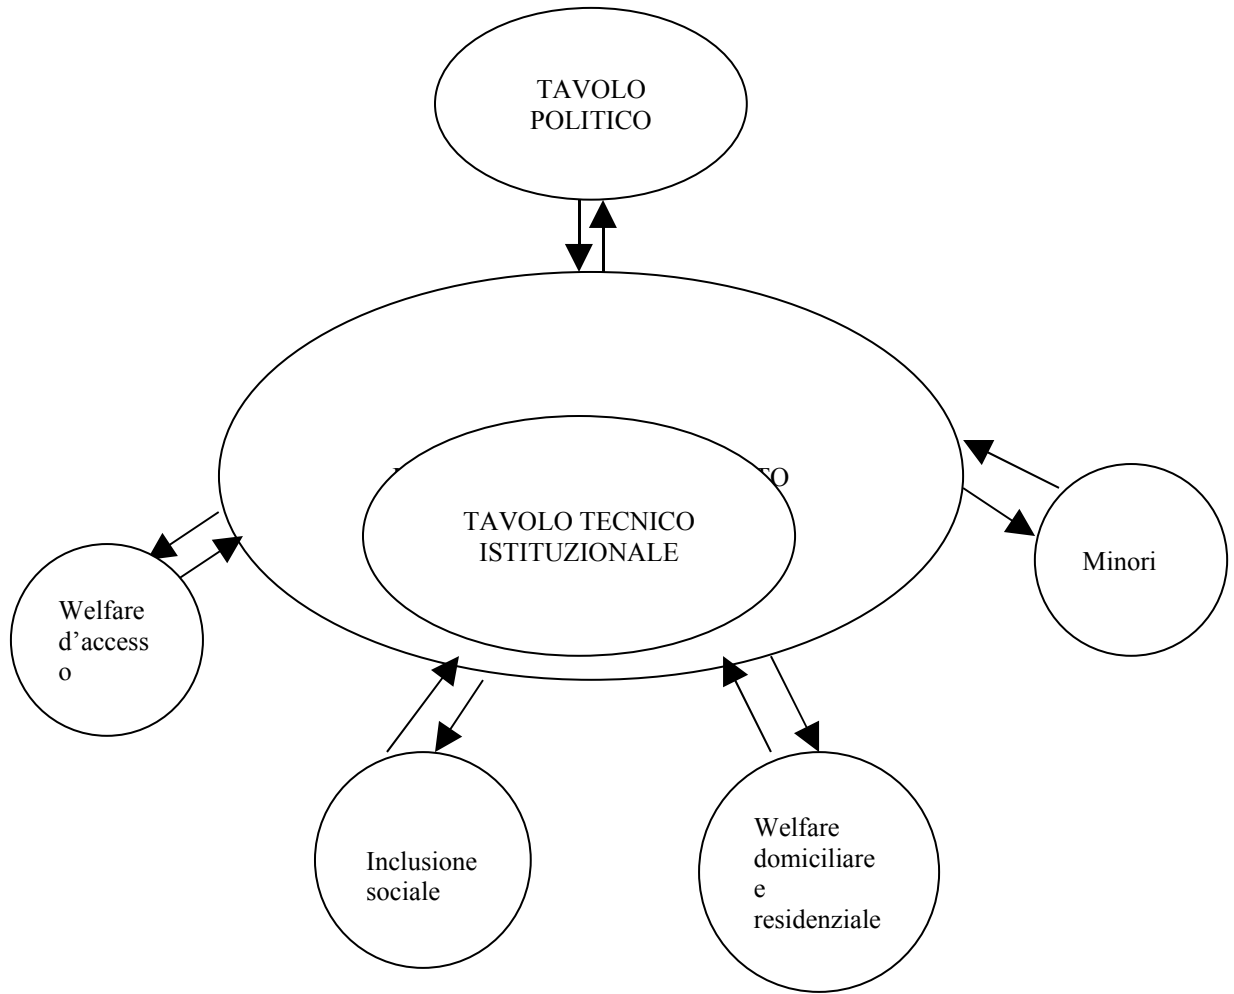 TAVOLO
POLITICO
TAVOLO TECNICO
ISTITUZIONALE
Minori
Welfare
d’access
o
Inclusione
sociale
Welfare
domiciliare
e
residenziale